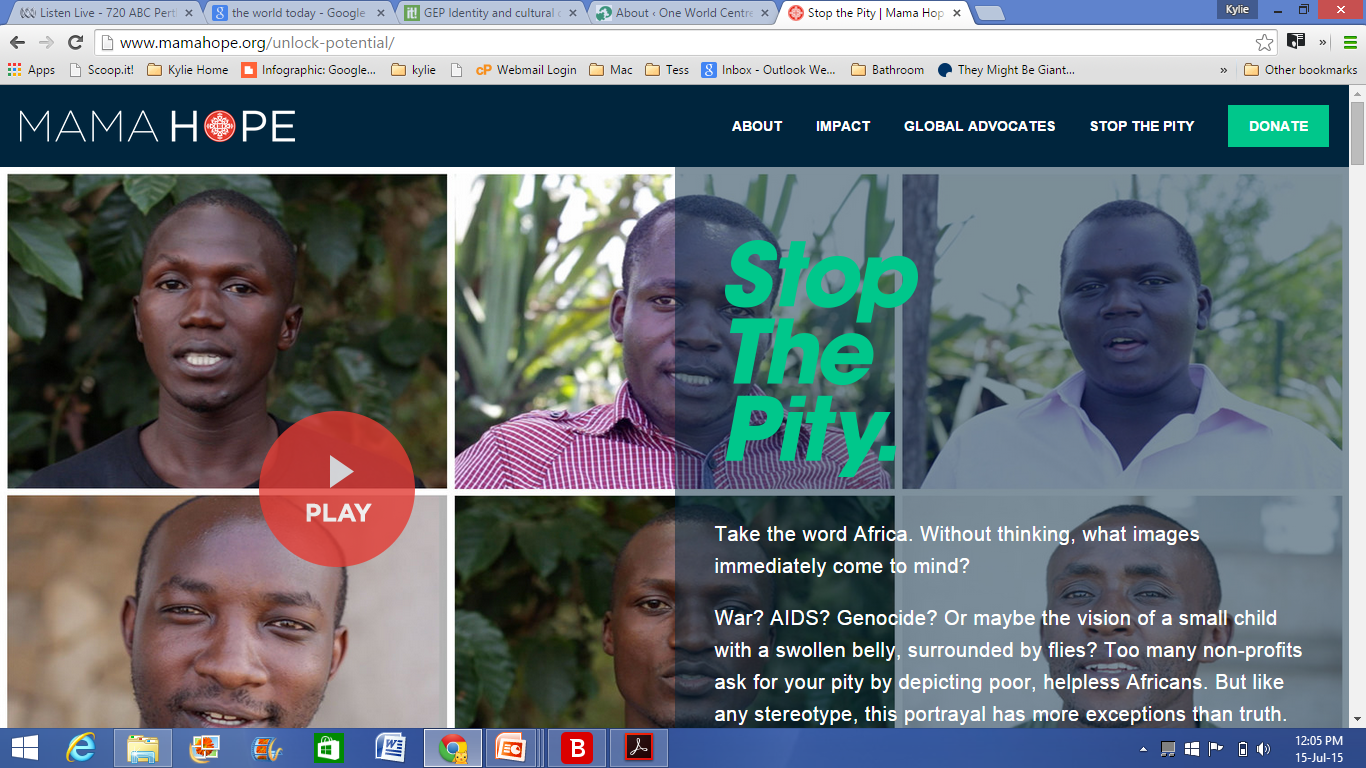 Listen Live - 720 ABC Pert
the world today - Google
GEP Identity and cultural
About ‹ One World Centre
Stop the Pity | Mama Hop
Kylie
www.mamahope.org/unlock-potential/
Apps
Scoop.it!
Kylie Home
Infographic: Google...
kylie
Webmail Login
Mac
Tess
Inbox - Outlook We...
Bathroom
They Might Be Giant...
»
Other bookmarks
MAMA HOPE
ABOUT
IMPACT
GLOBAL ADVOCATES
STOP THE PITY
DONATE
Stop
The
Pity.
PLAY
Take the word Africa. Without thinking, what images
immediately come to mind?
War? AIDS? Genocide? Or maybe the vision of a small child
with a swollen belly, surrounded by flies? Too many non-profits
ask for your pity by depicting poor, helpless Africans. But like
any stereotype, this portrayal has more exceptions than truth.
12:05 PM
15-Jul-15